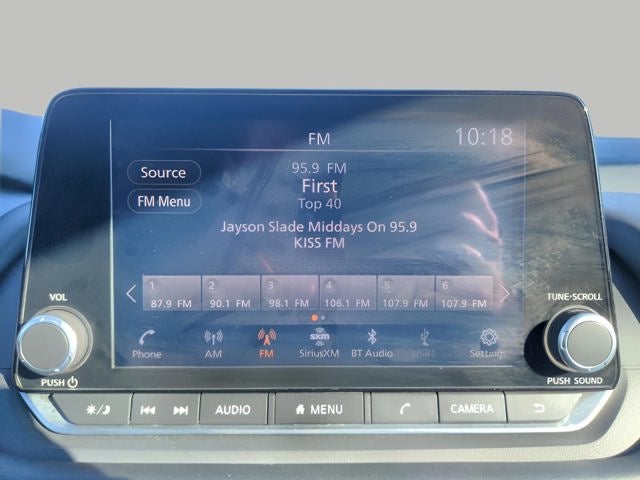 FM 10:18
Source
95.9 FM
First
FM Menu
Top 40
Jayson Slade Middays On 95.9
KISS FM
1 2 3 4 5 6
87.9 FM 90.1 FM 98.1 FM 106.1 FM 107.9 FM 107.9 FM
VOL
TUNE·SCROLL
sxm
Phone AM FM SiriusXM BT Audio USB1 Settings
PUSH
PUSH SOUND
AUDIO MENU CAMERA